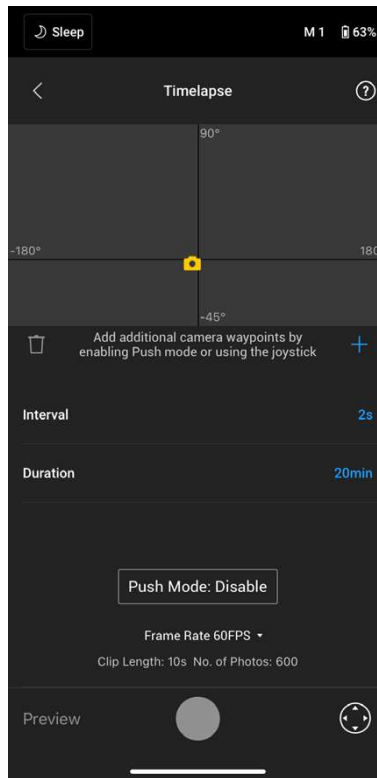 Sleep M 1 63%
Timelapse ?
90°
-180° 180
-45°
Add additional camera waypoints by
enabling Push mode or using the joystick
Interval 2s
Duration 20min
Push Mode: Disable
Frame Rate 60FPS
Clip Length: 10s No. of Photos: 600
Preview